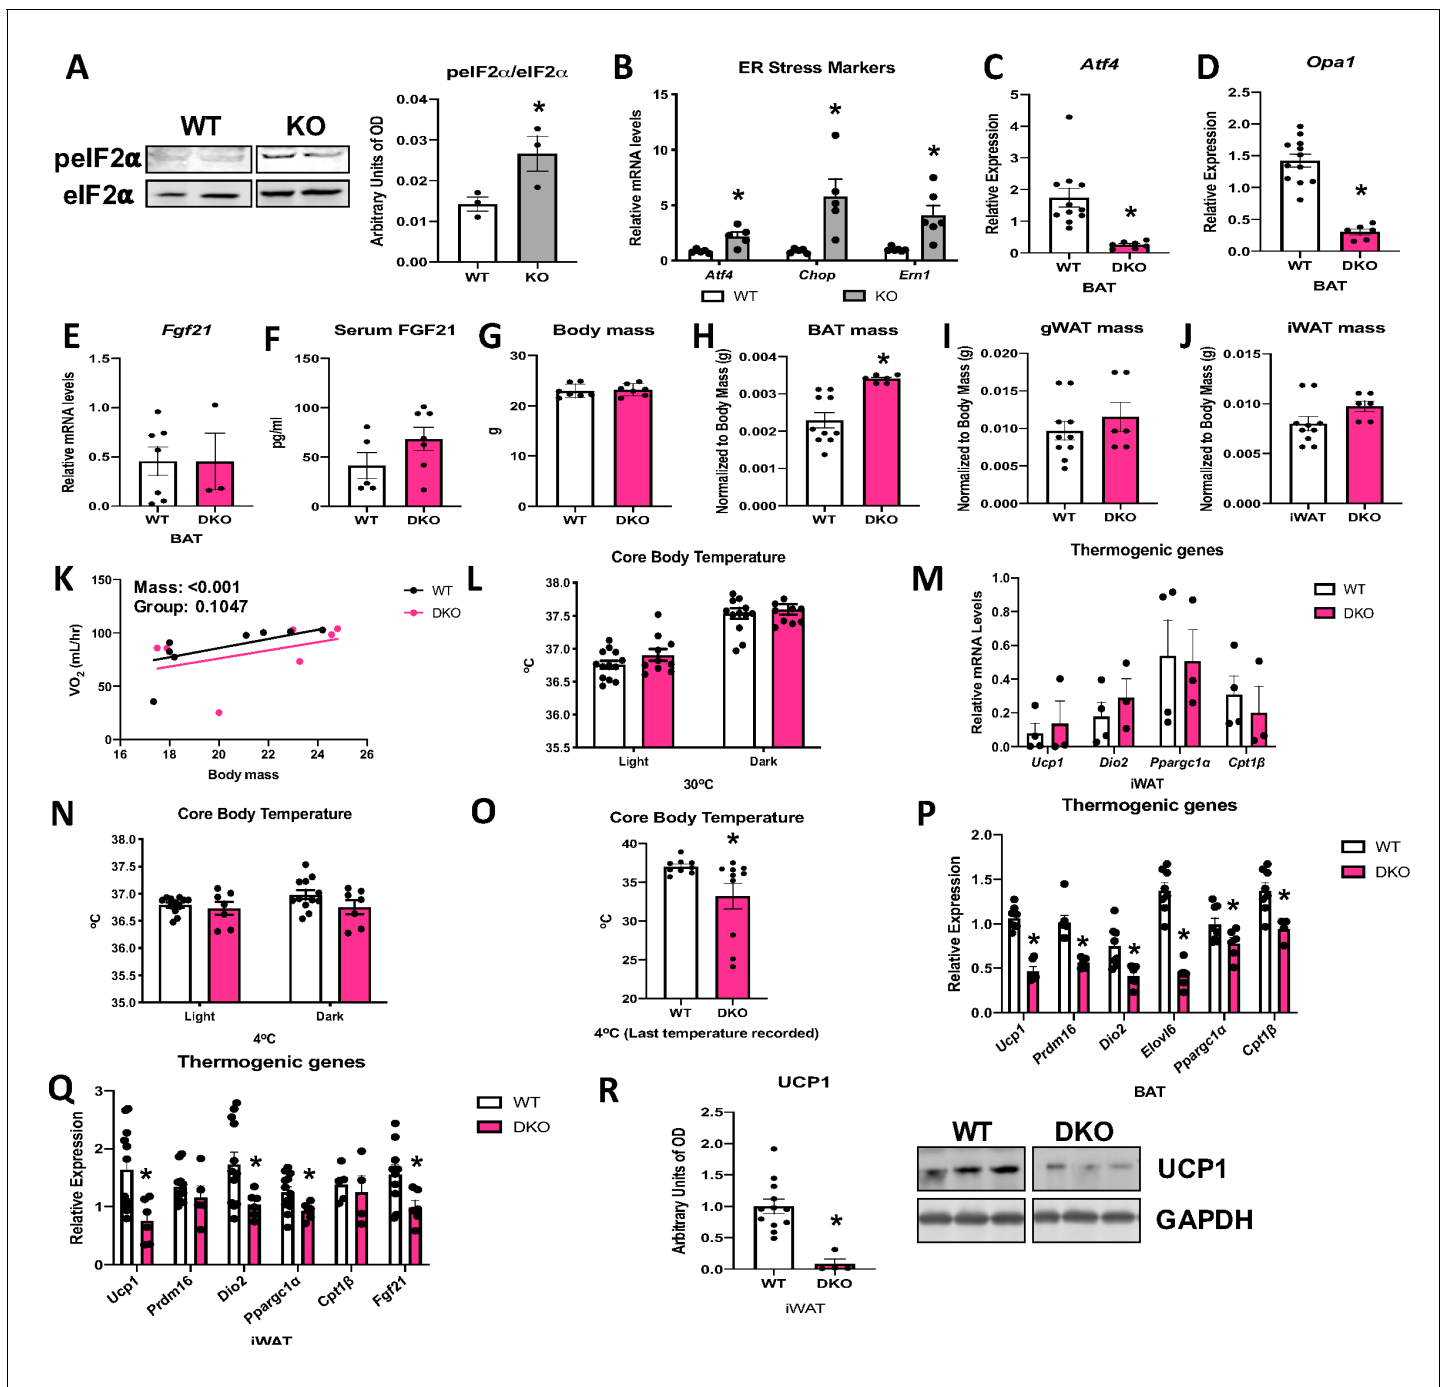 A
WT KO
peIF2α
eIF2α
peIF2α/eIF2α
Arbitrary Units of OD
0.04
0.03
0.02
0.01
0.00
*
WT KO
B
ER Stress Markers
Relative mRNA levels
15
10
5
0
* * *
Atf4 Chop Ern1
WT KO
C
Atf4
Relative Expression
5
4
3
2
1
0
*
WT DKO
BAT
D
Opa1
Relative Expression
2.5
2.0
1.5
1.0
0.5
0.0
*
WT DKO
BAT
E
Fgf21
Relative mRNA levels
1.5
1.0
0.5
0.0
WT DKO
BAT
F
Serum FGF21
pg/ml
150
100
50
0
WT DKO
G
Body mass
g
30
20
10
0
WT DKO
H
BAT mass
Normalized to Body Mass (g)
0.004
0.003
0.002
0.001
0.000
*
WT DKO
I
gWAT mass
Normalized to Body Mass (g)
0.020
0.015
0.010
0.005
0.000
WT DKO
J
iWAT mass
Normalized to Body Mass (g)
0.015
0.010
0.005
0.000
iWAT DKO
K
Mass: <0.001
Group: 0.1047
VO2 (mL/hr)
150
100
50
0
16 18 20 22 24 26
Body mass
WT
DKO
L
Core Body Temperature
ºC
38.0
37.5
37.0
36.5
36.0
35.5
Light Dark
30ºC
M
Thermogenic genes
Relative mRNA Levels
1.0
0.8
0.6
0.4
0.2
0.0
Ucp1 Dio2 Ppargc1α Cpt1β
iWAT
WT
DKO
N
Core Body Temperature
ºC
38.0
37.5
37.0
36.5
36.0
35.5
35.0
Light Dark
4ºC
O
Core Body Temperature
ºC
40
35
30
25
20
*
WT DKO
4ºC (Last temperature recorded)
P
Thermogenic genes
Relative Expression
2.0
1.5
1.0
0.5
0.0
* * * * * *
Ucp1 Prdm16 Dio2 Elovl6 Ppargc1α Cpt1β
BAT
WT
DKO
Q
Thermogenic genes
Relative Expression
3
2
1
0
* * * *
Ucp1 Prdm16 Dio2 Ppargc1α Cpt1β Fgf21
iWAT
WT
DKO
R
UCP1
Arbitrary Units of OD
2.5
2.0
1.5
1.0
0.5
0.0
*
WT DKO
iWAT
WT DKO
UCP1
GAPDH